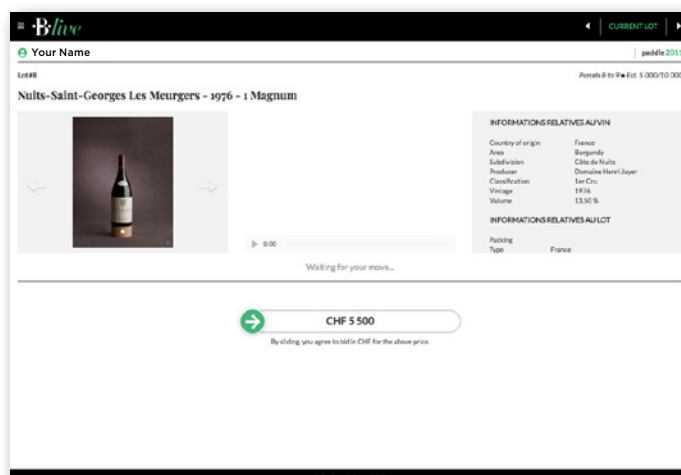 B·live
CURRENT LOT
Your Name
paddle 2011
Lot#8
Parcels 8 to 9 • Est. 5 000/10 000
Nuits-Saint-Georges Les Meurgers - 1976 - 1 Magnum
INFORMATIONS RELATIVES AU VIN
Country of origin France
Area Burgundy
Subdivision Côte de Nuits
Producer Domaine Henri Jayer
Classification 1er Cru
Vintage 1976
Volume 13,50 %
INFORMATIONS RELATIVES AU LOT
Packing
Type France
0:00
Waiting for your move...
CHF 5 500
By sliding, you agree to bid in CHF for the above price.